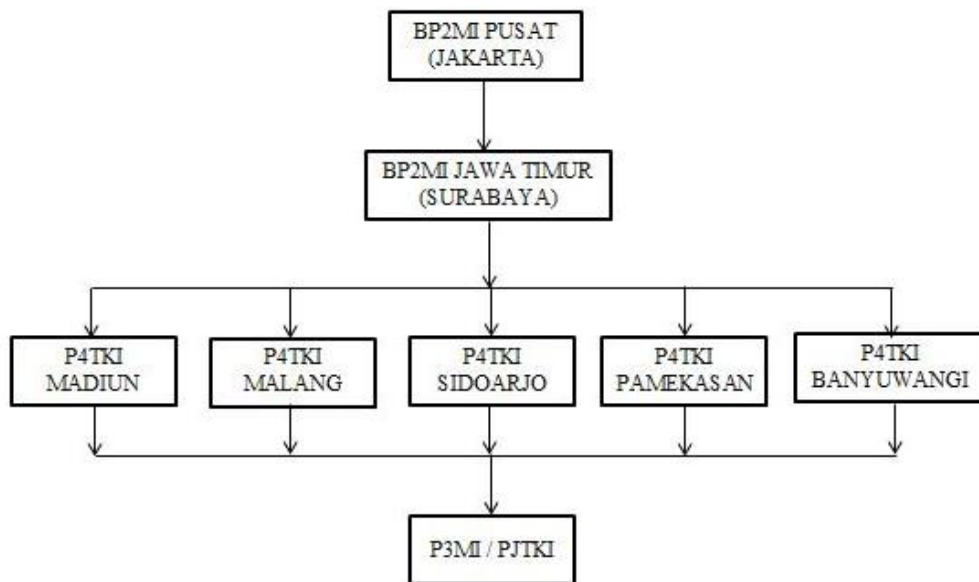 BP2MI PUSAT
(JAKARTA)
BP2MI JAWA TIMUR
(SURABAYA)
P4TKI
MADIUN
P4TKI
MALANG
P4TKI
SIDOARJO
P4TKI
PAMEKASAN
P4TKI
BANYUWANGI
P3MI / PJTKI